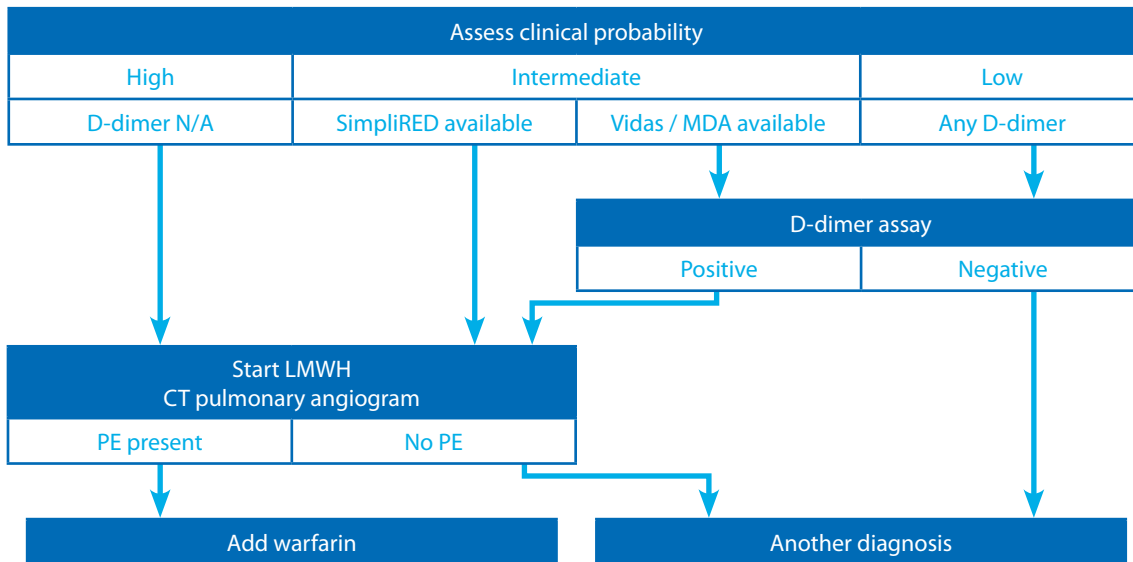 Assess clinical probability
High
Intermediate
Low
D-dimer N/A
SimpliRED available
Vidas / MDA available
Any D-dimer
D-dimer assay
Positive
Negative
Start LMWH
CT pulmonary angiogram
PE present
No PE
Add warfarin
Another diagnosis